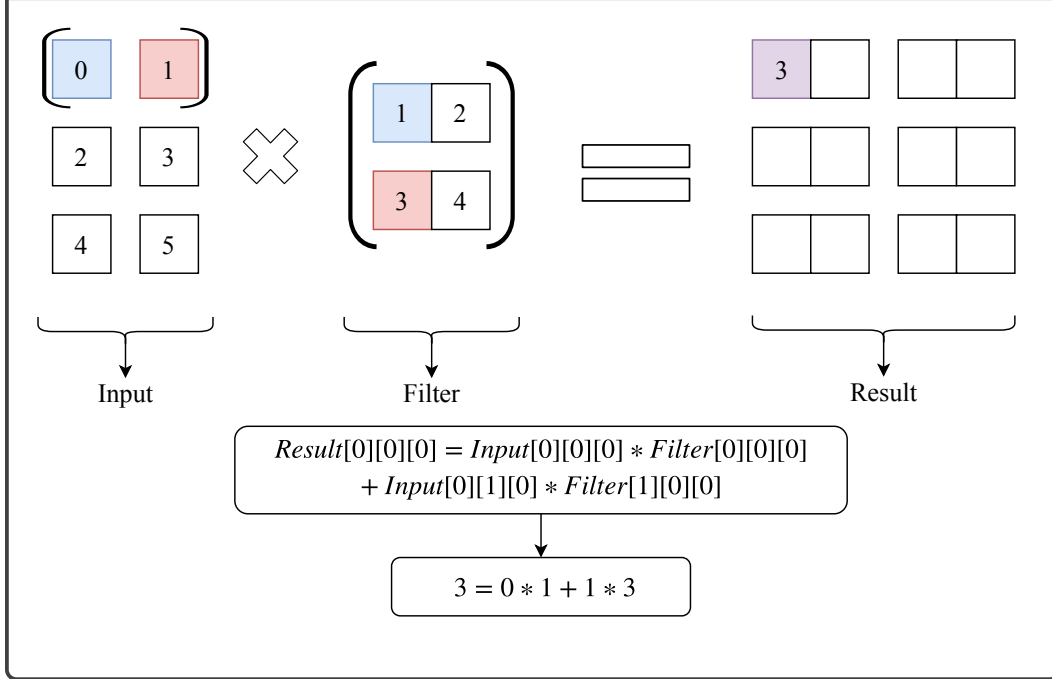 0 1
1 2
3
2 3
3 4
4 5
Input
Filter
Result
Result[0][0][0] = Input[0][0][0] ∗ Filter[0][0][0]
+ Input[0][1][0] ∗ Filter[1][0][0]
3 = 0 ∗ 1 + 1 ∗ 3